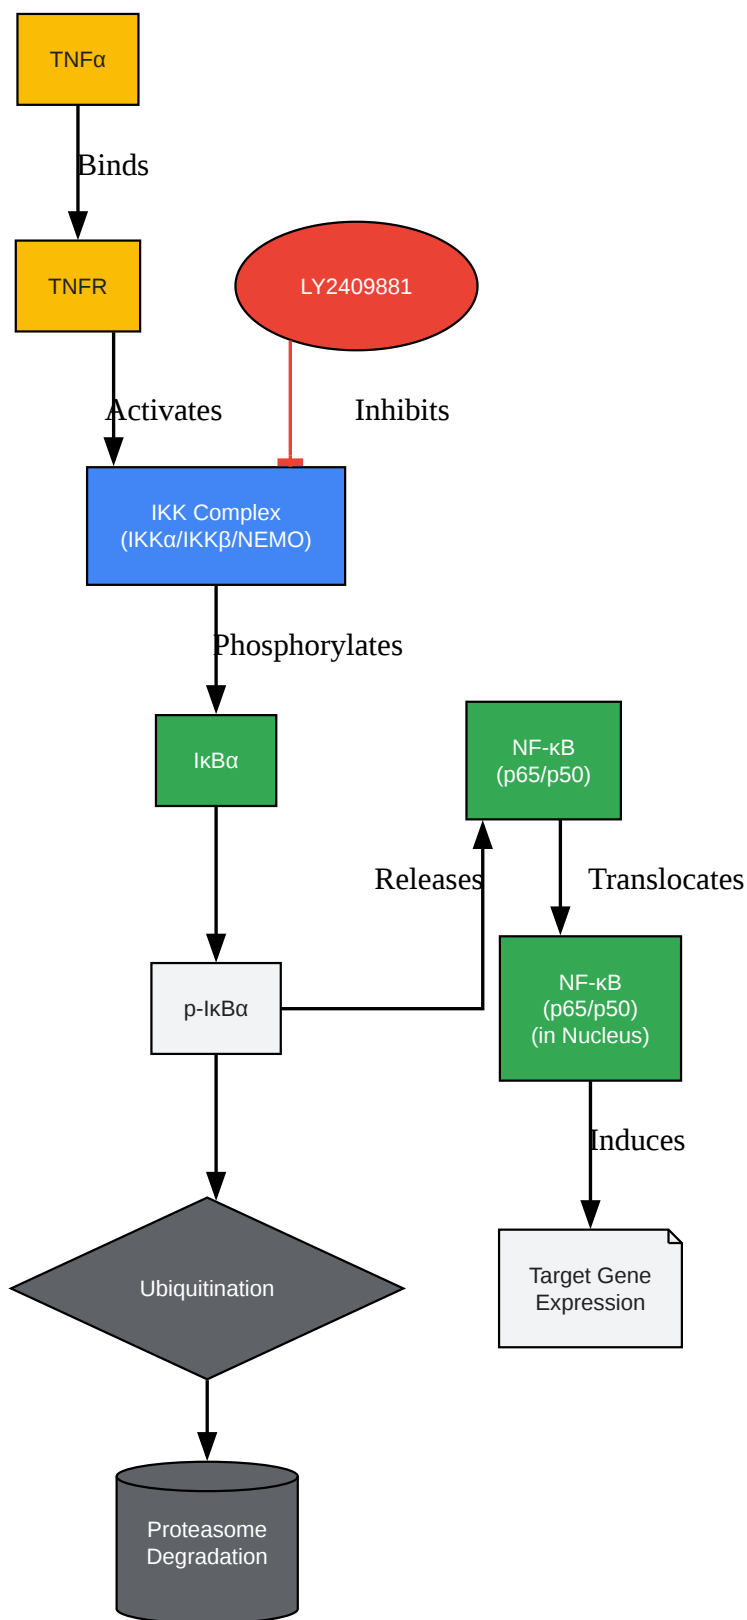 TNFα
Binds
TNFR
LY2409881
Activates
Inhibits
IKK Complex
(IKKα/IKKβ/NEMO)
Phosphorylates
IκBα
NF-κB
(p65/p50)
Releases
Translocates
p-IκBα
NF-κB
(p65/p50)
(in Nucleus)
Induces
Ubiquitination
Target Gene
Expression
Proteasome
Degradation